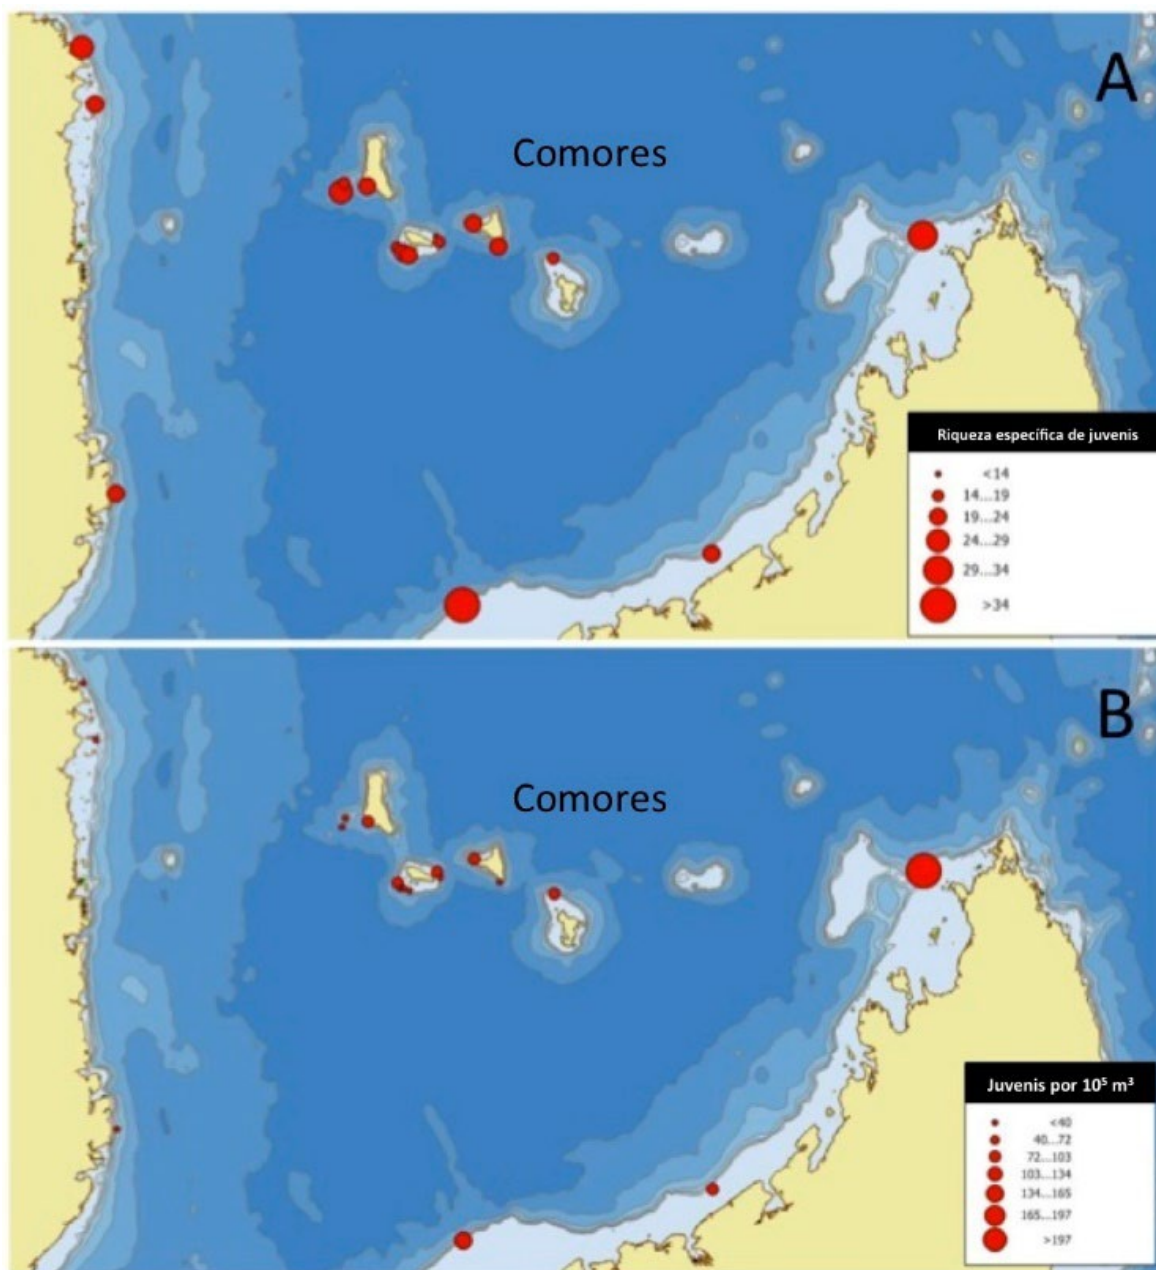 A
Comores
Riqueza específica de juvenis
<14
14...19
19...24
24...29
29...34
>34
B
Comores
Juvenis por 10⁵ m³
<40
40...72
72...103
103...134
134...165
165...197
>197